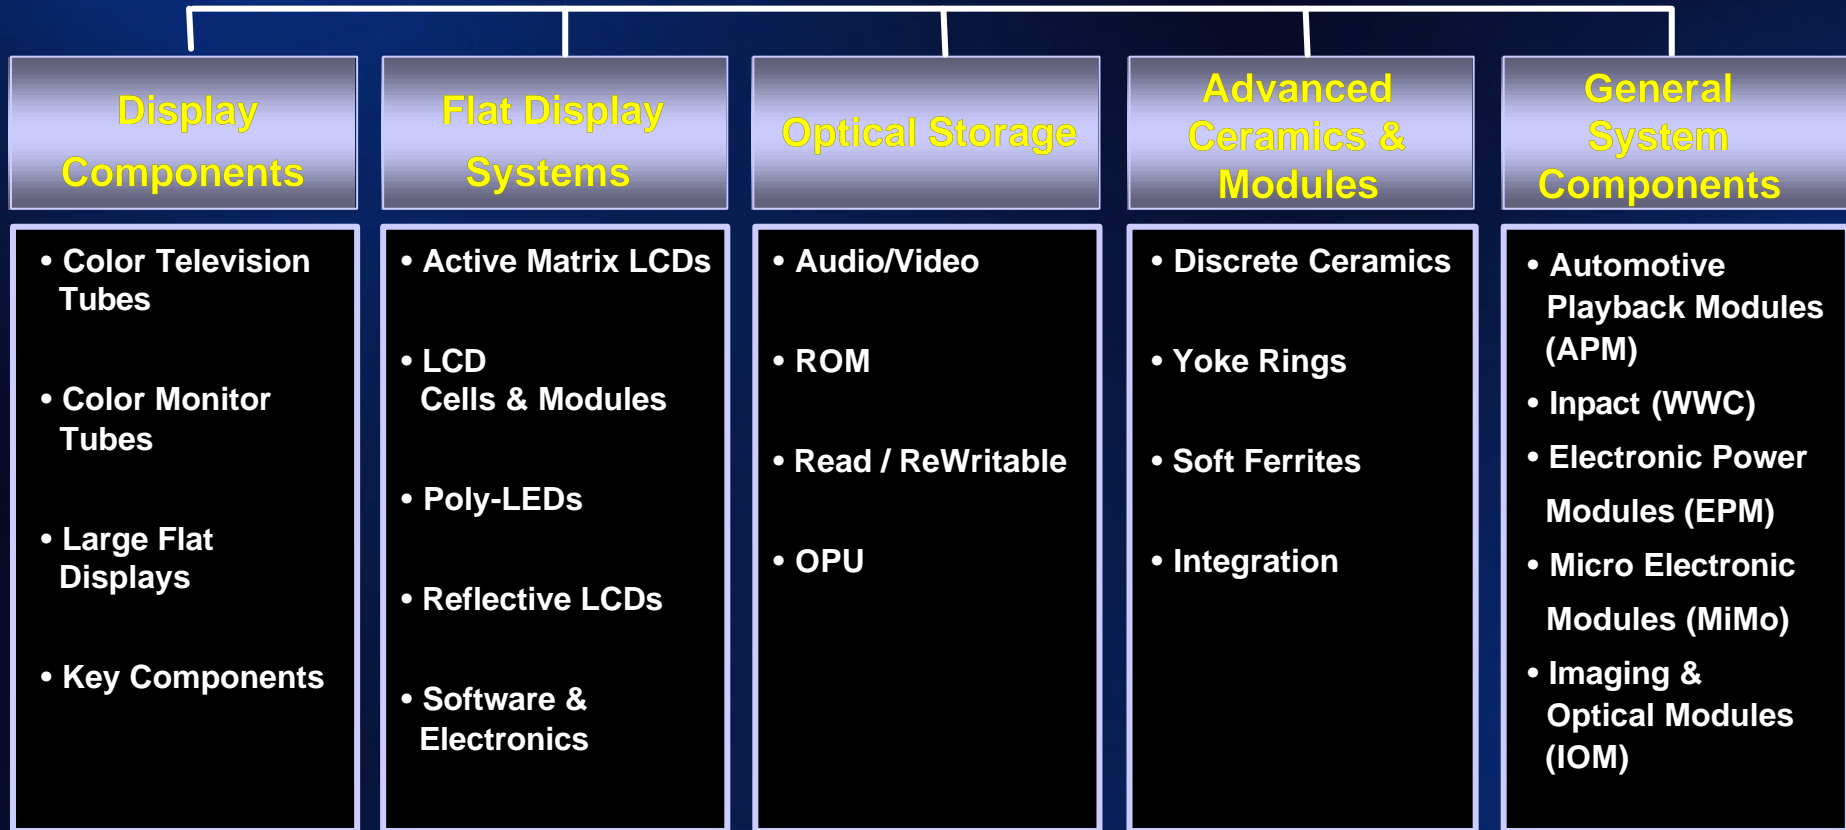 Display
Components
Flat Display
Systems
Optical Storage
Advanced
Ceramics &
Modules
General
System
Components
• Color Television
Tubes
• Color Monitor
Tubes
• Large Flat
Displays
• Key Components
• Active Matrix LCDs
• LCD
Cells & Modules
• Poly-LEDs
• Reflective LCDs
• Software &
Electronics
• Audio/Video
• ROM
• Read / ReWritable
• OPU
• Discrete Ceramics
• Yoke Rings
• Soft Ferrites
• Integration
• Automotive
Playback Modules
(APM)
• Inpact (WWC)
• Electronic Power
Modules (EPM)
• Micro Electronic
Modules (MiMo)
• Imaging &
Optical Modules
(IOM)